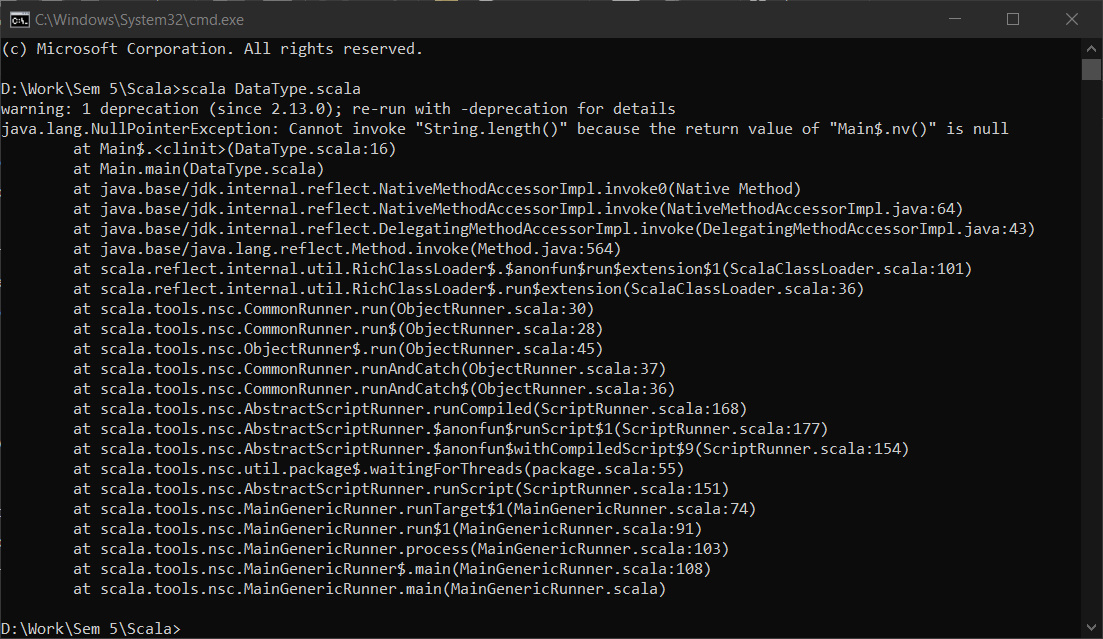 C:\Windows\System32\cmd.exe
(c) Microsoft Corporation. All rights reserved.
D:\Work\Sem 5\Scala>scala DataType.scala
warning: 1 deprecation (since 2.13.0); re-run with -deprecation for details
java.lang.NullPointerException: Cannot invoke "String.length()" because the return value of "Main$.nv()" is null
        at Main$.<clinit>(DataType.scala:16)
        at Main.main(DataType.scala)
        at java.base/jdk.internal.reflect.NativeMethodAccessorImpl.invoke0(Native Method)
        at java.base/jdk.internal.reflect.NativeMethodAccessorImpl.invoke(NativeMethodAccessorImpl.java:64)
        at java.base/jdk.internal.reflect.DelegatingMethodAccessorImpl.invoke(DelegatingMethodAccessorImpl.java:43)
        at java.base/java.lang.reflect.Method.invoke(Method.java:564)
        at scala.reflect.internal.util.RichClassLoader$.$anonfun$run$extension$1(ScalaClassLoader.scala:101)
        at scala.reflect.internal.util.RichClassLoader$.run$extension(ScalaClassLoader.scala:36)
        at scala.tools.nsc.CommonRunner.run(ObjectRunner.scala:30)
        at scala.tools.nsc.CommonRunner.run$(ObjectRunner.scala:28)
        at scala.tools.nsc.ObjectRunner$.run(ObjectRunner.scala:45)
        at scala.tools.nsc.CommonRunner.runAndCatch(ObjectRunner.scala:37)
        at scala.tools.nsc.CommonRunner.runAndCatch$(ObjectRunner.scala:36)
        at scala.tools.nsc.AbstractScriptRunner.runCompiled(ScriptRunner.scala:168)
        at scala.tools.nsc.AbstractScriptRunner.$anonfun$runScript$1(ScriptRunner.scala:177)
        at scala.tools.nsc.AbstractScriptRunner.$anonfun$withCompiledScript$9(ScriptRunner.scala:154)
        at scala.tools.nsc.util.package$.waitingForThreads(package.scala:55)
        at scala.tools.nsc.AbstractScriptRunner.runScript(ScriptRunner.scala:151)
        at scala.tools.nsc.MainGenericRunner.runTarget$1(MainGenericRunner.scala:74)
        at scala.tools.nsc.MainGenericRunner.run$1(MainGenericRunner.scala:91)
        at scala.tools.nsc.MainGenericRunner.process(MainGenericRunner.scala:103)
        at scala.tools.nsc.MainGenericRunner$.main(MainGenericRunner.scala:108)
        at scala.tools.nsc.MainGenericRunner.main(MainGenericRunner.scala)
D:\Work\Sem 5\Scala>